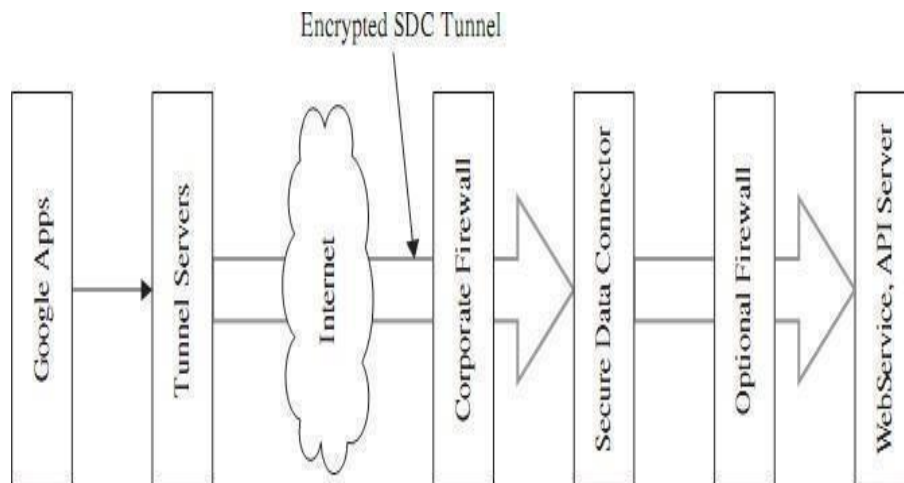 Encrypted SDC Tunnel
Google Apps
Tunnel Servers
Internet
Corporate Firewall
Secure Data Connector
Optional Firewall
WebService, API Server